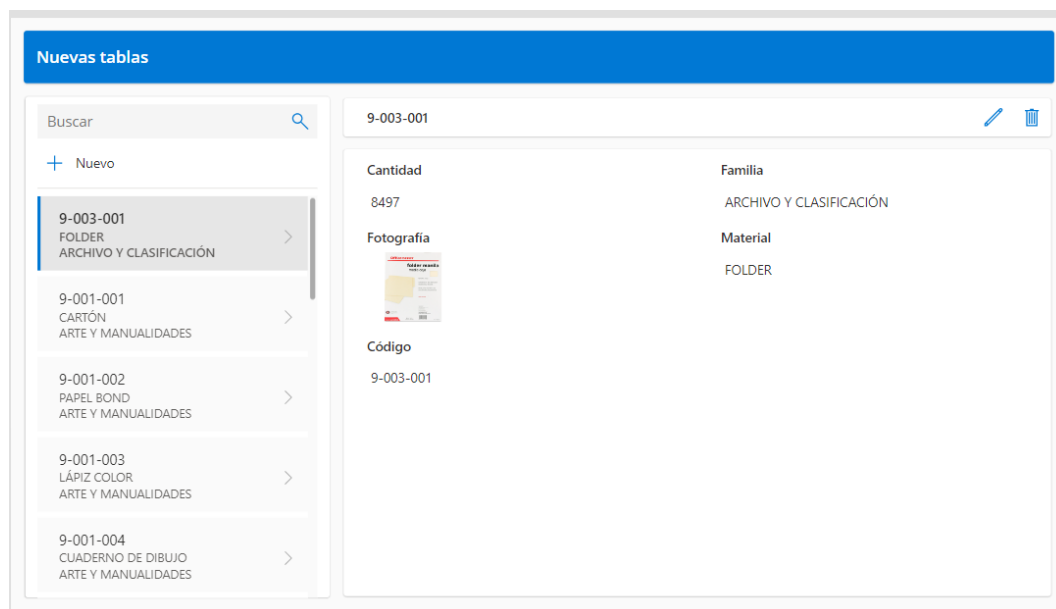 Nuevas tablas
Buscar
Nuevo
9-003-001
FOLDER
ARCHIVO Y CLASIFICACIÓN
9-001-001
CARTÓN
ARTE Y MANUALIDADES
9-001-002
PAPEL BOND
ARTE Y MANUALIDADES
9-001-003
LÁPIZ COLOR
ARTE Y MANUALIDADES
9-001-004
CUADERNO DE DIBUJO
ARTE Y MANUALIDADES
9-003-001
Cantidad
Familia
8497
ARCHIVO Y CLASIFICACIÓN
Fotografía
Material
FOLDER
Código
9-003-001